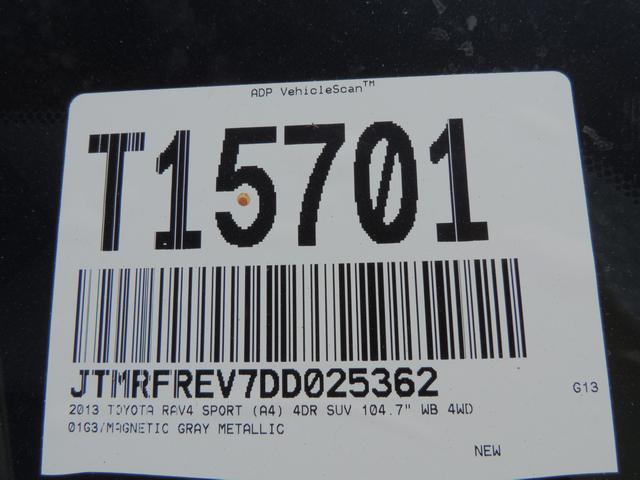 ADP VehicleScan™
T15701
JTMRFREV7DD025362
G13
2013 TOYOTA RAV4 SPORT (A4) 4DR SUV 104.7" WB 4WD
01G3/MAGNETIC GRAY METALLIC
NEW